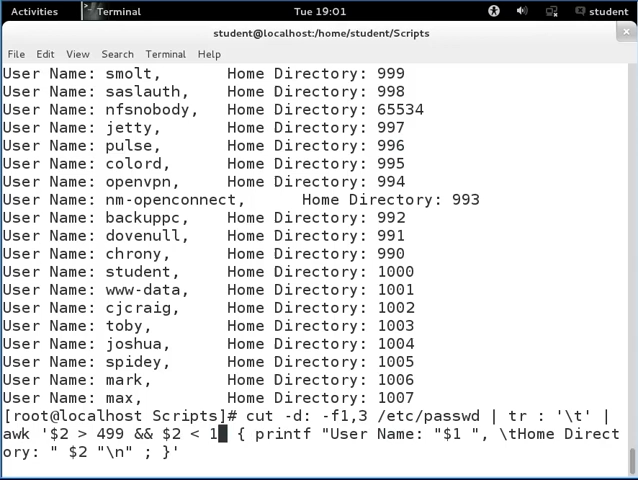 Activities Terminal Tue 19:01 student
student@localhost:/home/student/Scripts
File Edit View Search Terminal Help
User Name: smolt, Home Directory: 999
User Name: saslauth, Home Directory: 998
User Name: nfsnobody, Home Directory: 65534
User Name: jetty, Home Directory: 997
User Name: pulse, Home Directory: 996
User Name: colord, Home Directory: 995
User Name: openvpn, Home Directory: 994
User Name: nm-openconnect, Home Directory: 993
User Name: backuppc, Home Directory: 992
User Name: dovenull, Home Directory: 991
User Name: chrony, Home Directory: 990
User Name: student, Home Directory: 1000
User Name: www-data, Home Directory: 1001
User Name: cjcraig, Home Directory: 1002
User Name: toby, Home Directory: 1003
User Name: joshua, Home Directory: 1004
User Name: spidey, Home Directory: 1005
User Name: mark, Home Directory: 1006
User Name: max, Home Directory: 1007
[root@localhost Scripts]# cut -d: -f1,3 /etc/passwd | tr : '\t' |
awk '$2 > 499 && $2 < 1 { printf "User Name: "$1 ", \tHome Direct
ory: " $2 "\n" ; }'